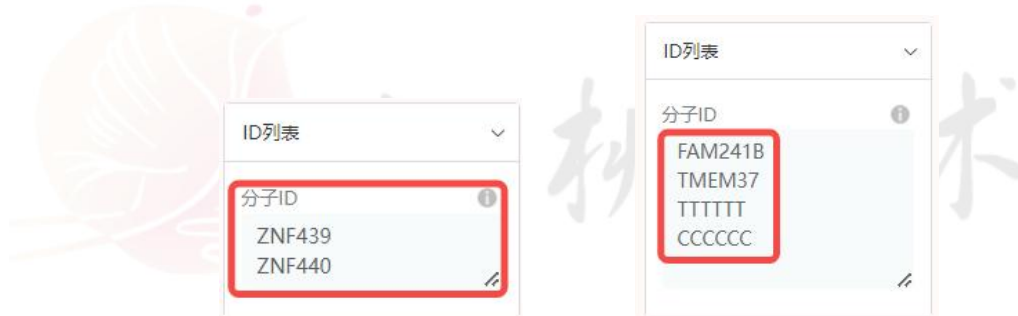 ID列表
分子ID
ZNF439
ZNF440
ID列表
分子ID
FAM241B
TMEM37
TTTTTT
CCCCCC